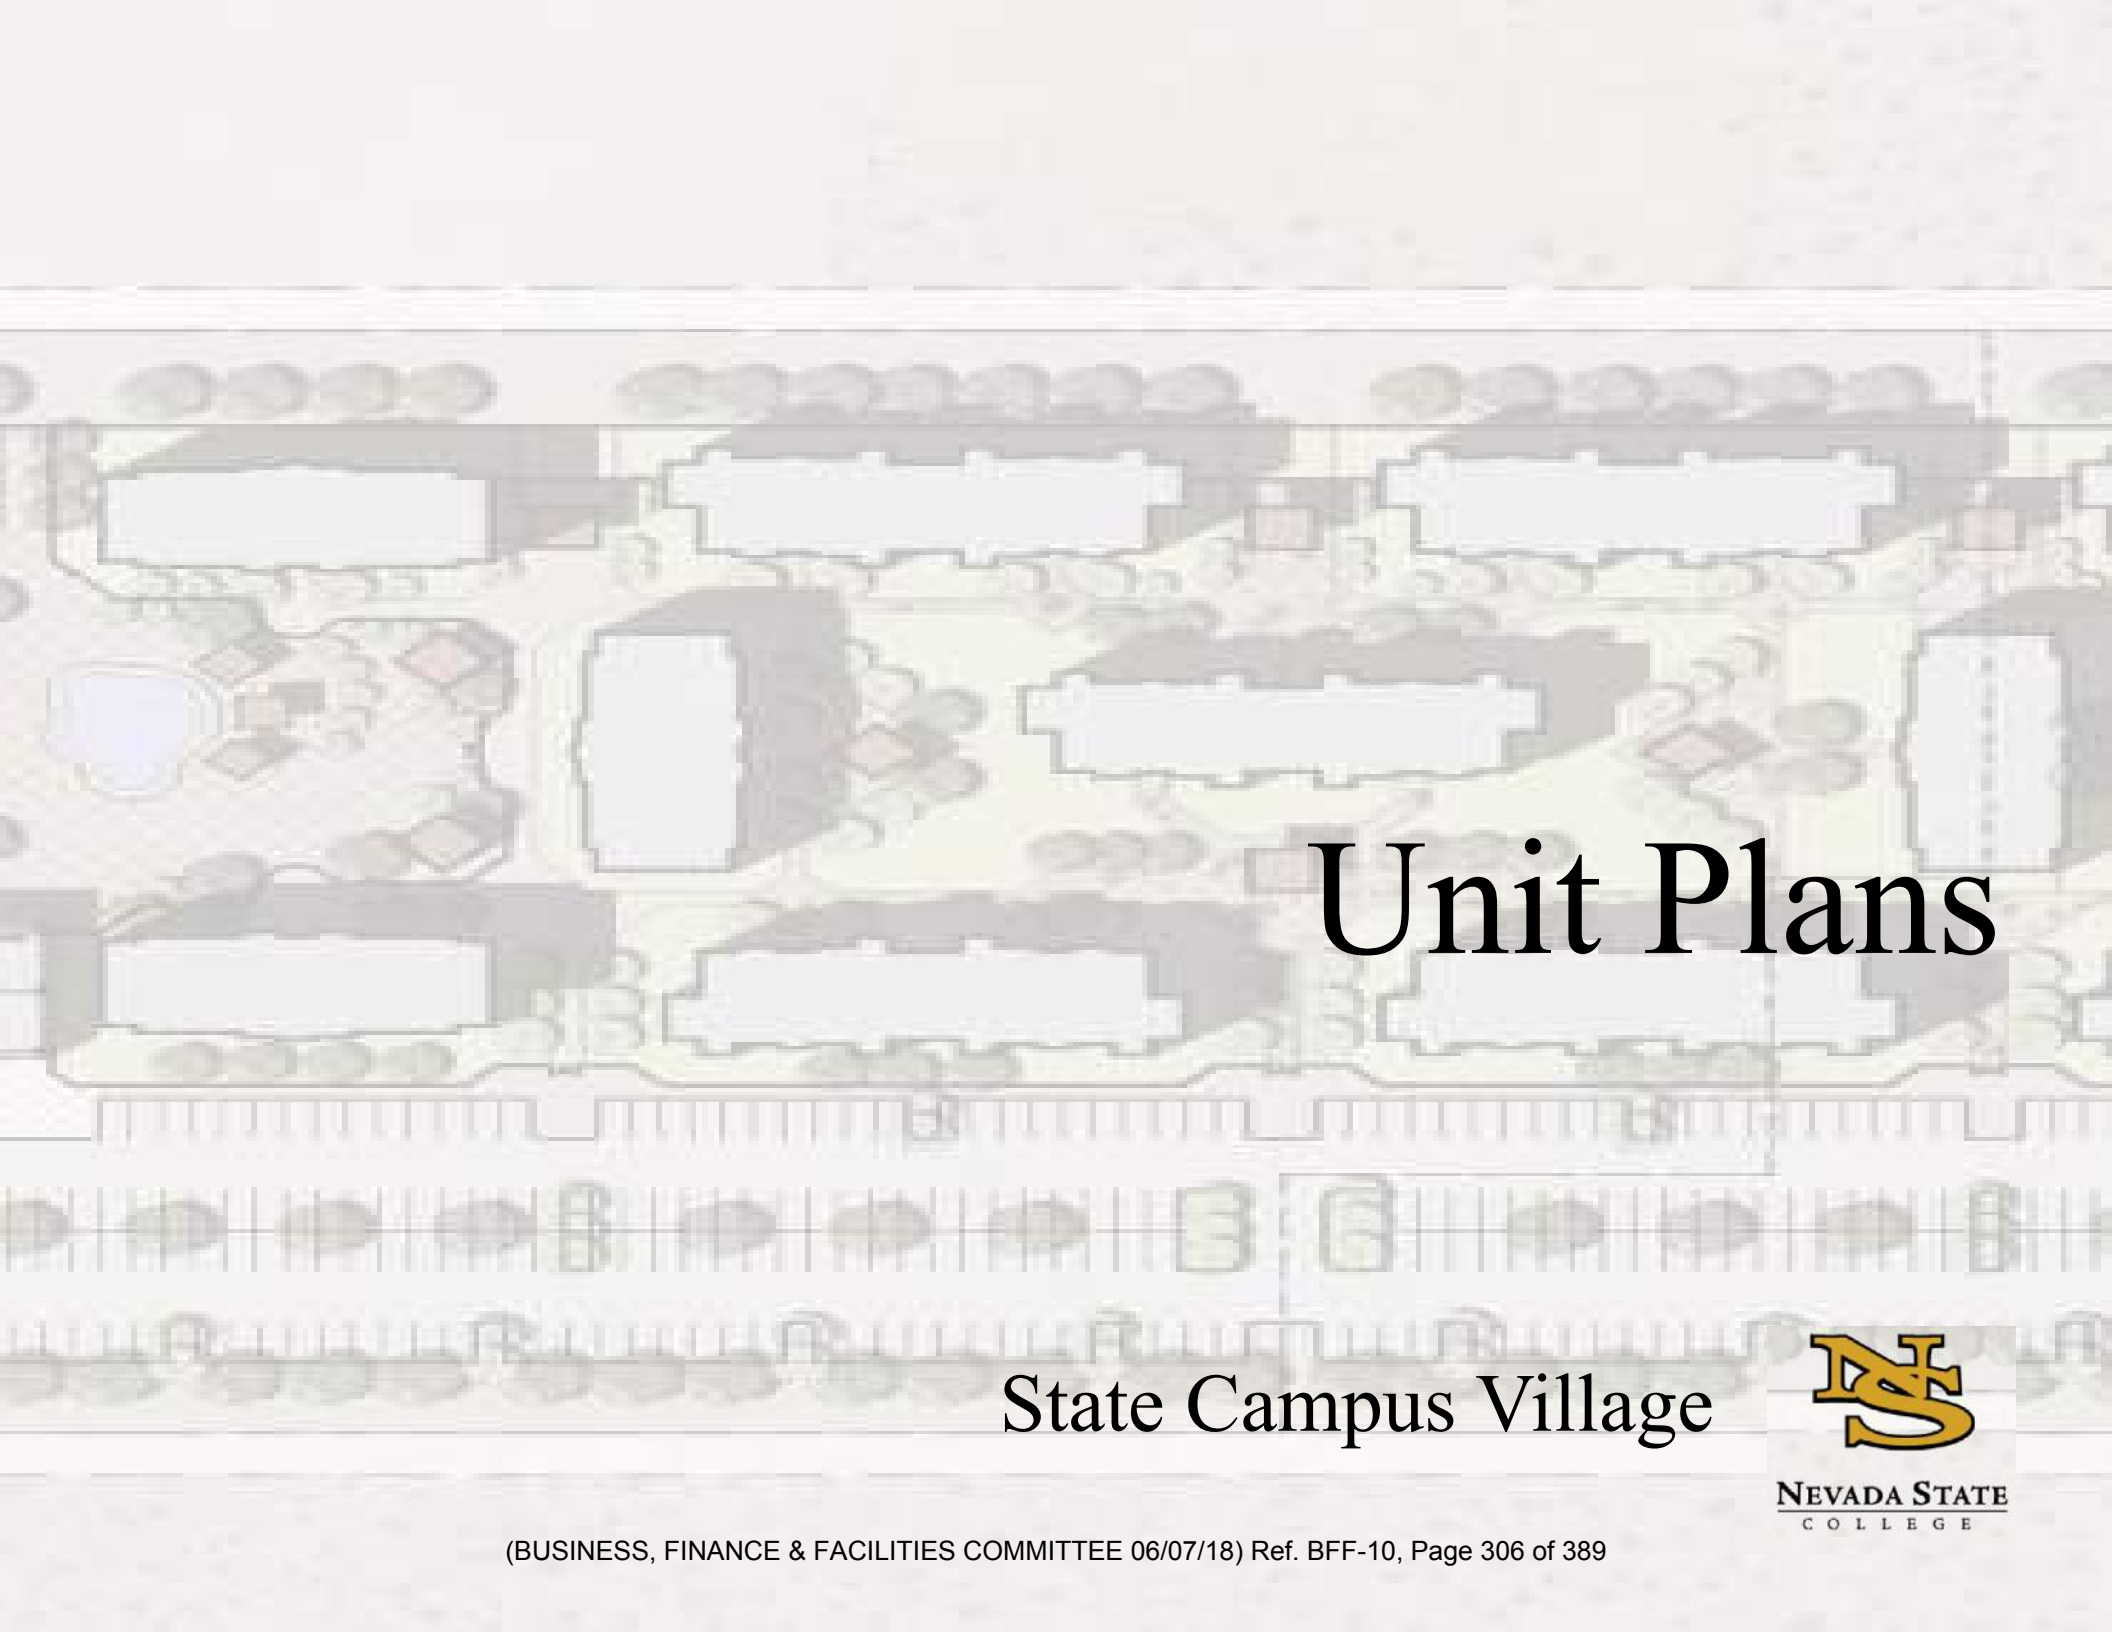 Unit Plans
State Campus Village
NS
NEVADA STATE
COLLEGE
(BUSINESS, FINANCE & FACILITIES COMMITTEE 06/07/18) Ref. BFF-10, Page 306 of 389